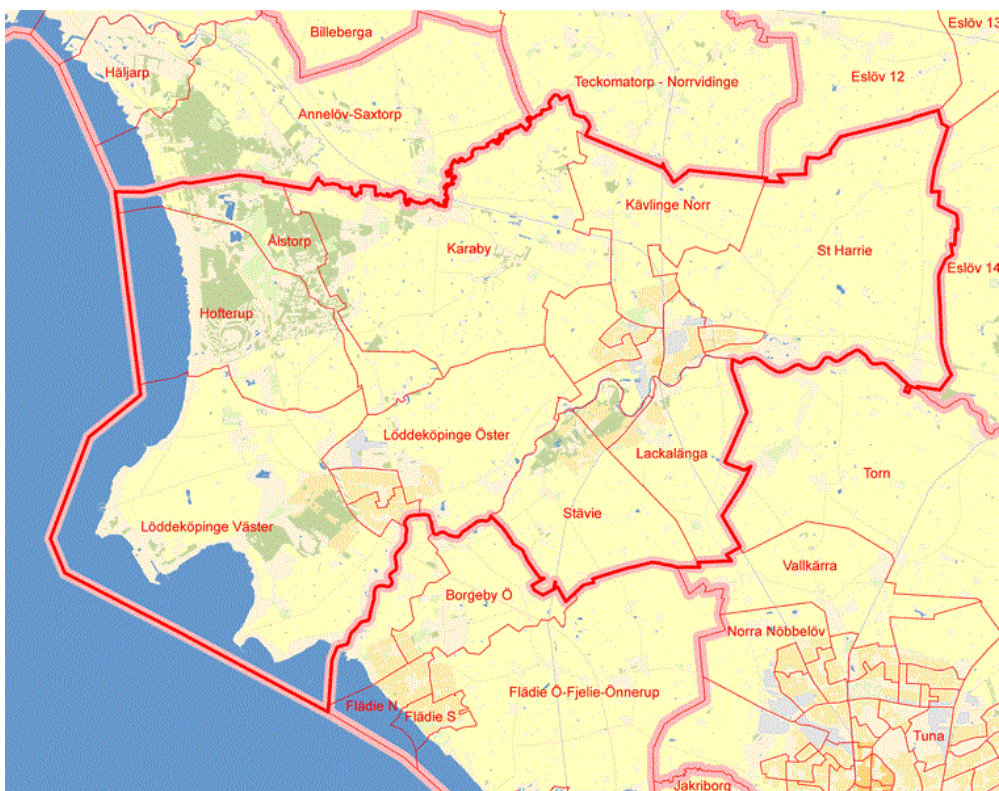 Eslöv 13
Billeberga
Häljarp
Teckomatorp - Norrvidinge
Eslöv 12
Annelöv-Saxtorp
Kävlinge Norr
Ålstorp
Karaby
St Harrie
Eslöv 14
Hofterup
Löddeköpinge Öster
Lackalänga
Torn
Stävie
Löddeköpinge Väster
Vallkärra
Borgeby Ö
Norra Nöbbelöv
Flädie Ö-Fjelie-Önnerup
Flädie N
Flädie S
Tuna
Jakriborg